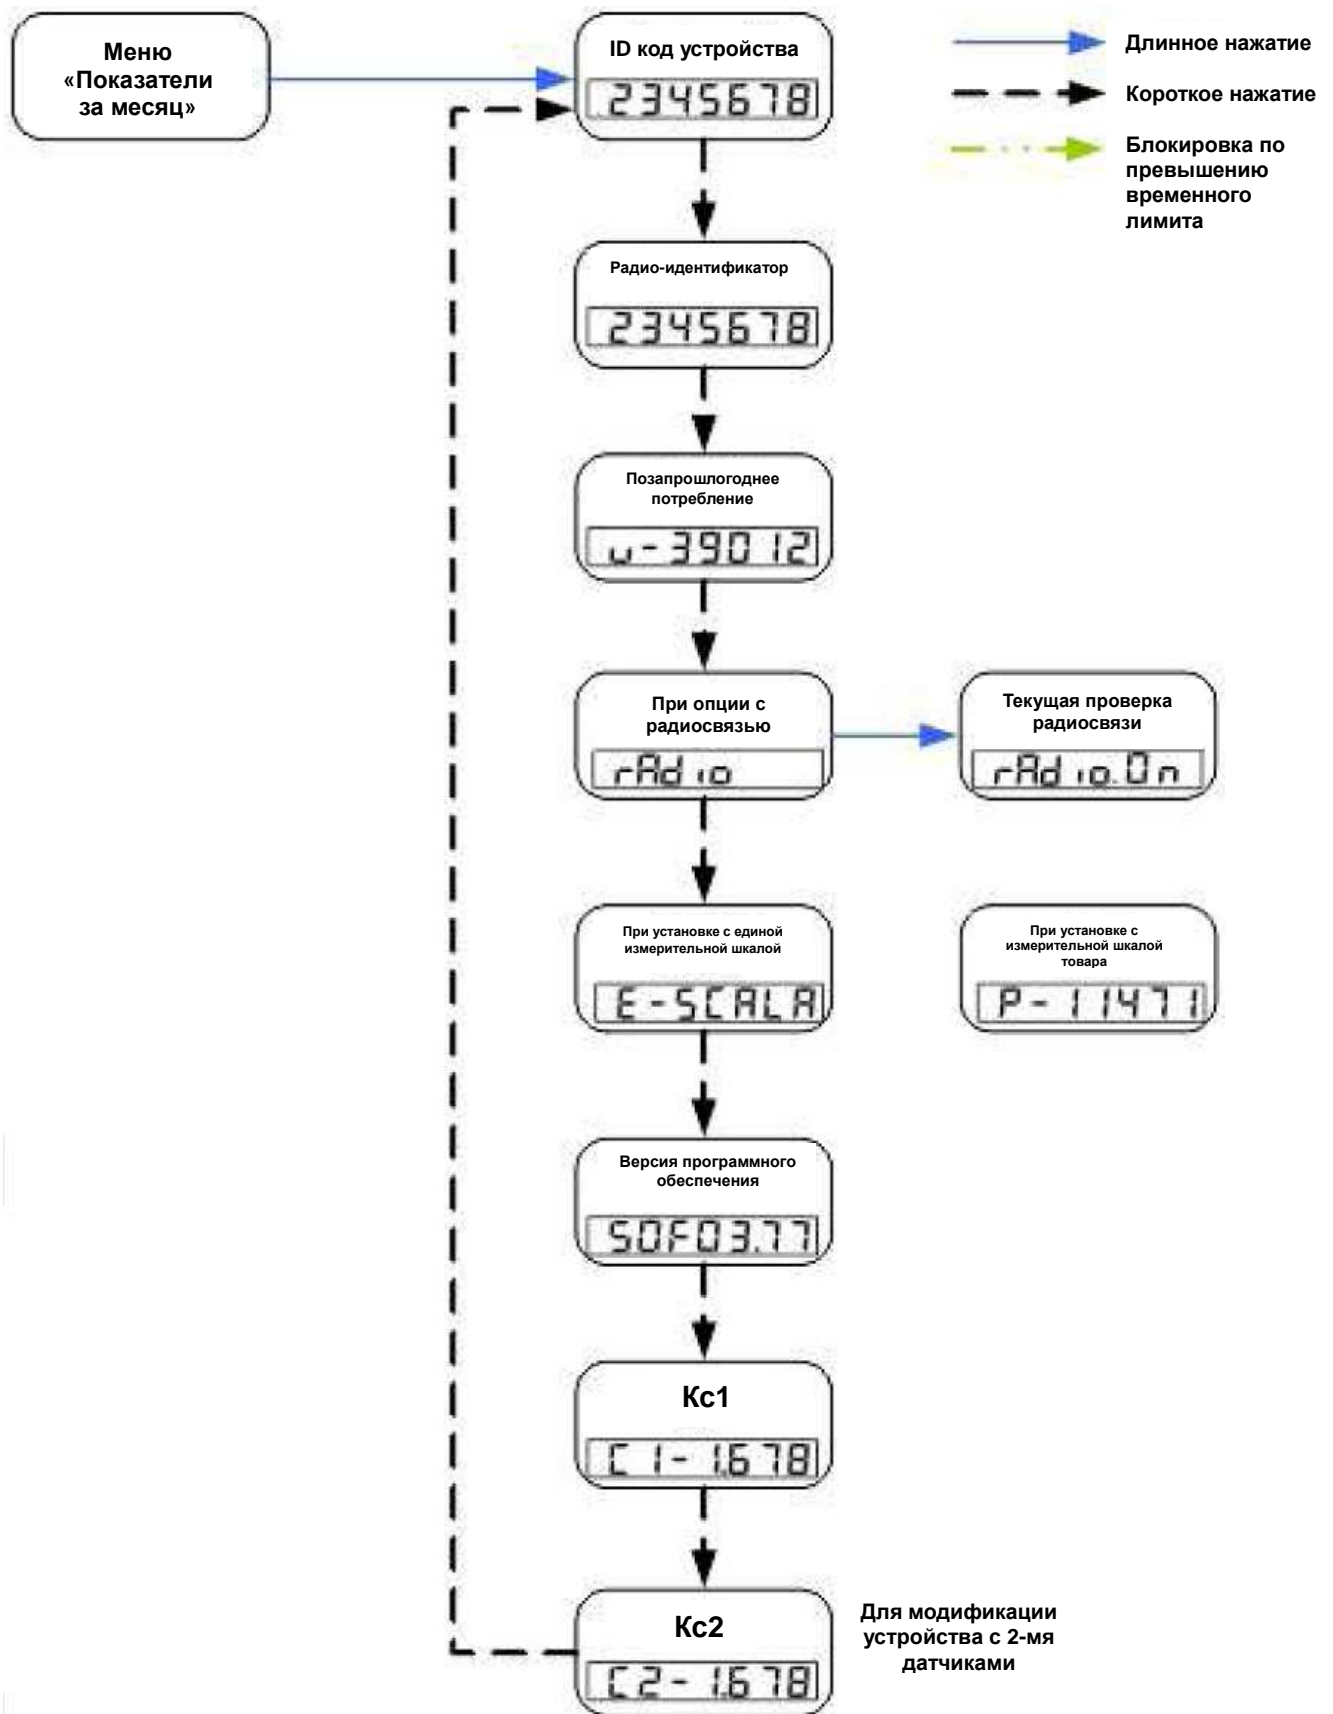 Меню
«Показатели
за месяц»
ID код устройства
2345678
Длинное нажатие
Короткое нажатие
Блокировка по
превышению
временного
лимита
Радио-идентификатор
2345678
Позапрошлогоднее
потребление
u-39012
При опции с
радиосвязью
rAdio
Текущая проверка
радиосвязи
rAdio.On
При установке с единой
измерительной шкалой
E-SCALA
При установке с
измерительной шкалой
товара
P-11471
Версия программного
обеспечения
SOF03.77
Кс1
C1-1.678
Кс2
C2-1.678
Для модификации
устройства с 2-мя
датчиками